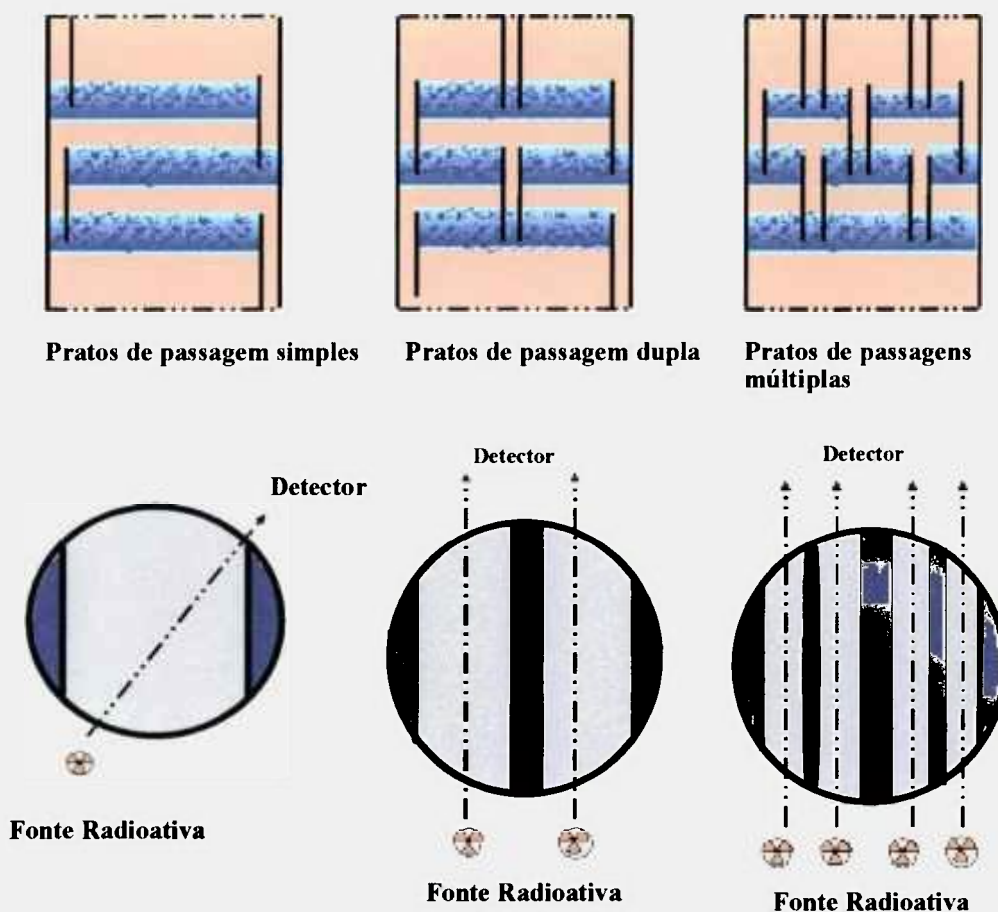 Pratos de passagem simples
Pratos de passagem dupla
Pratos de passagens
múltiplas
Detector
Detector
Detector
Fonte Radioativa
Fonte Radioativa
Fonte Radioativa